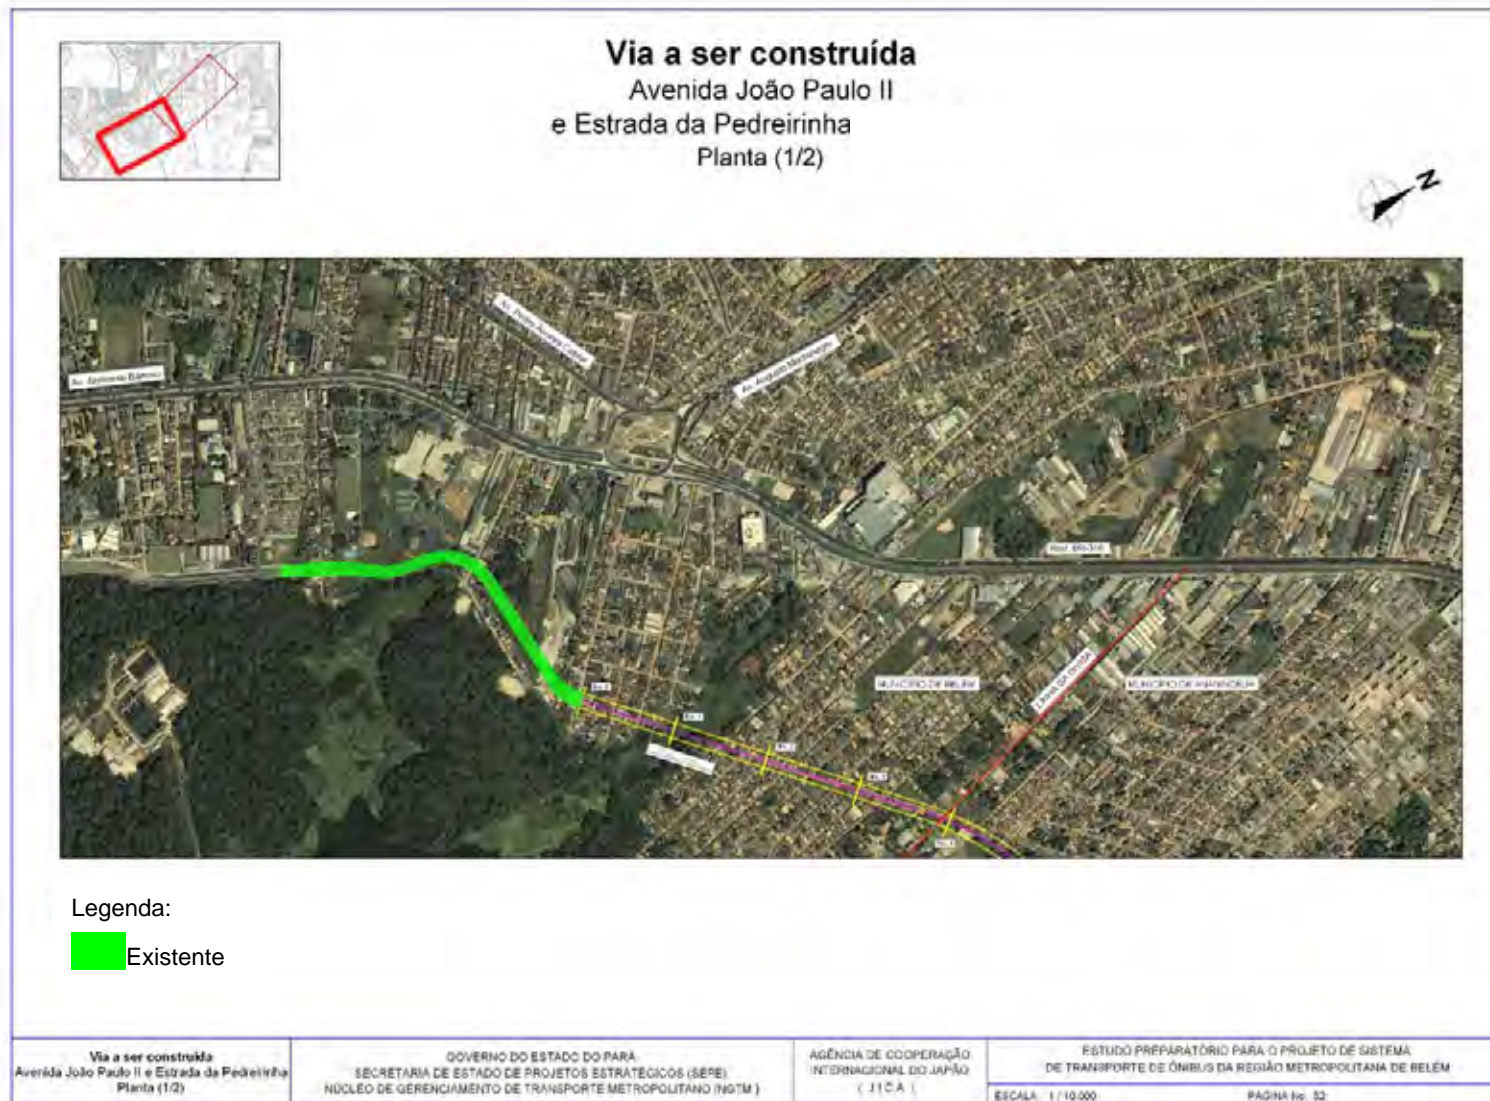 Via a ser construída
Avenida João Paulo II
e Estrada da Pedreirinha
Planta (1/2)
N
Av. Almirante Barroso
Av. Pedro Álvares Cabral
Av. Augusto Montenegro
Rod. BR-316
MUNICÍPIO DE BELÉM
LINHA DA DIVISA
MUNICÍPIO DE ANANINDEUA
Legenda:
Existente
Via a ser construída
Avenida João Paulo II e Estrada da Pedreirinha
Planta (1/2)
GOVERNO DO ESTADO DO PARÁ
SECRETARIA DE ESTADO DE PROJETOS ESTRATÉGICOS (SEPE)
NÚCLEO DE GERENCIAMENTO DE TRANSPORTE METROPOLITANO (NGTM )
AGÊNCIA DE COOPERAÇÃO
INTERNACIONAL DO JAPÃO
( JICA )
ESTUDO PREPARATÓRIO PARA O PROJETO DE SISTEMA
DE TRANSPORTE DE ÔNIBUS DA REGIÃO METROPOLITANA DE BELÉM
ESCALA 1 / 10.000
PÁGINA No. 52